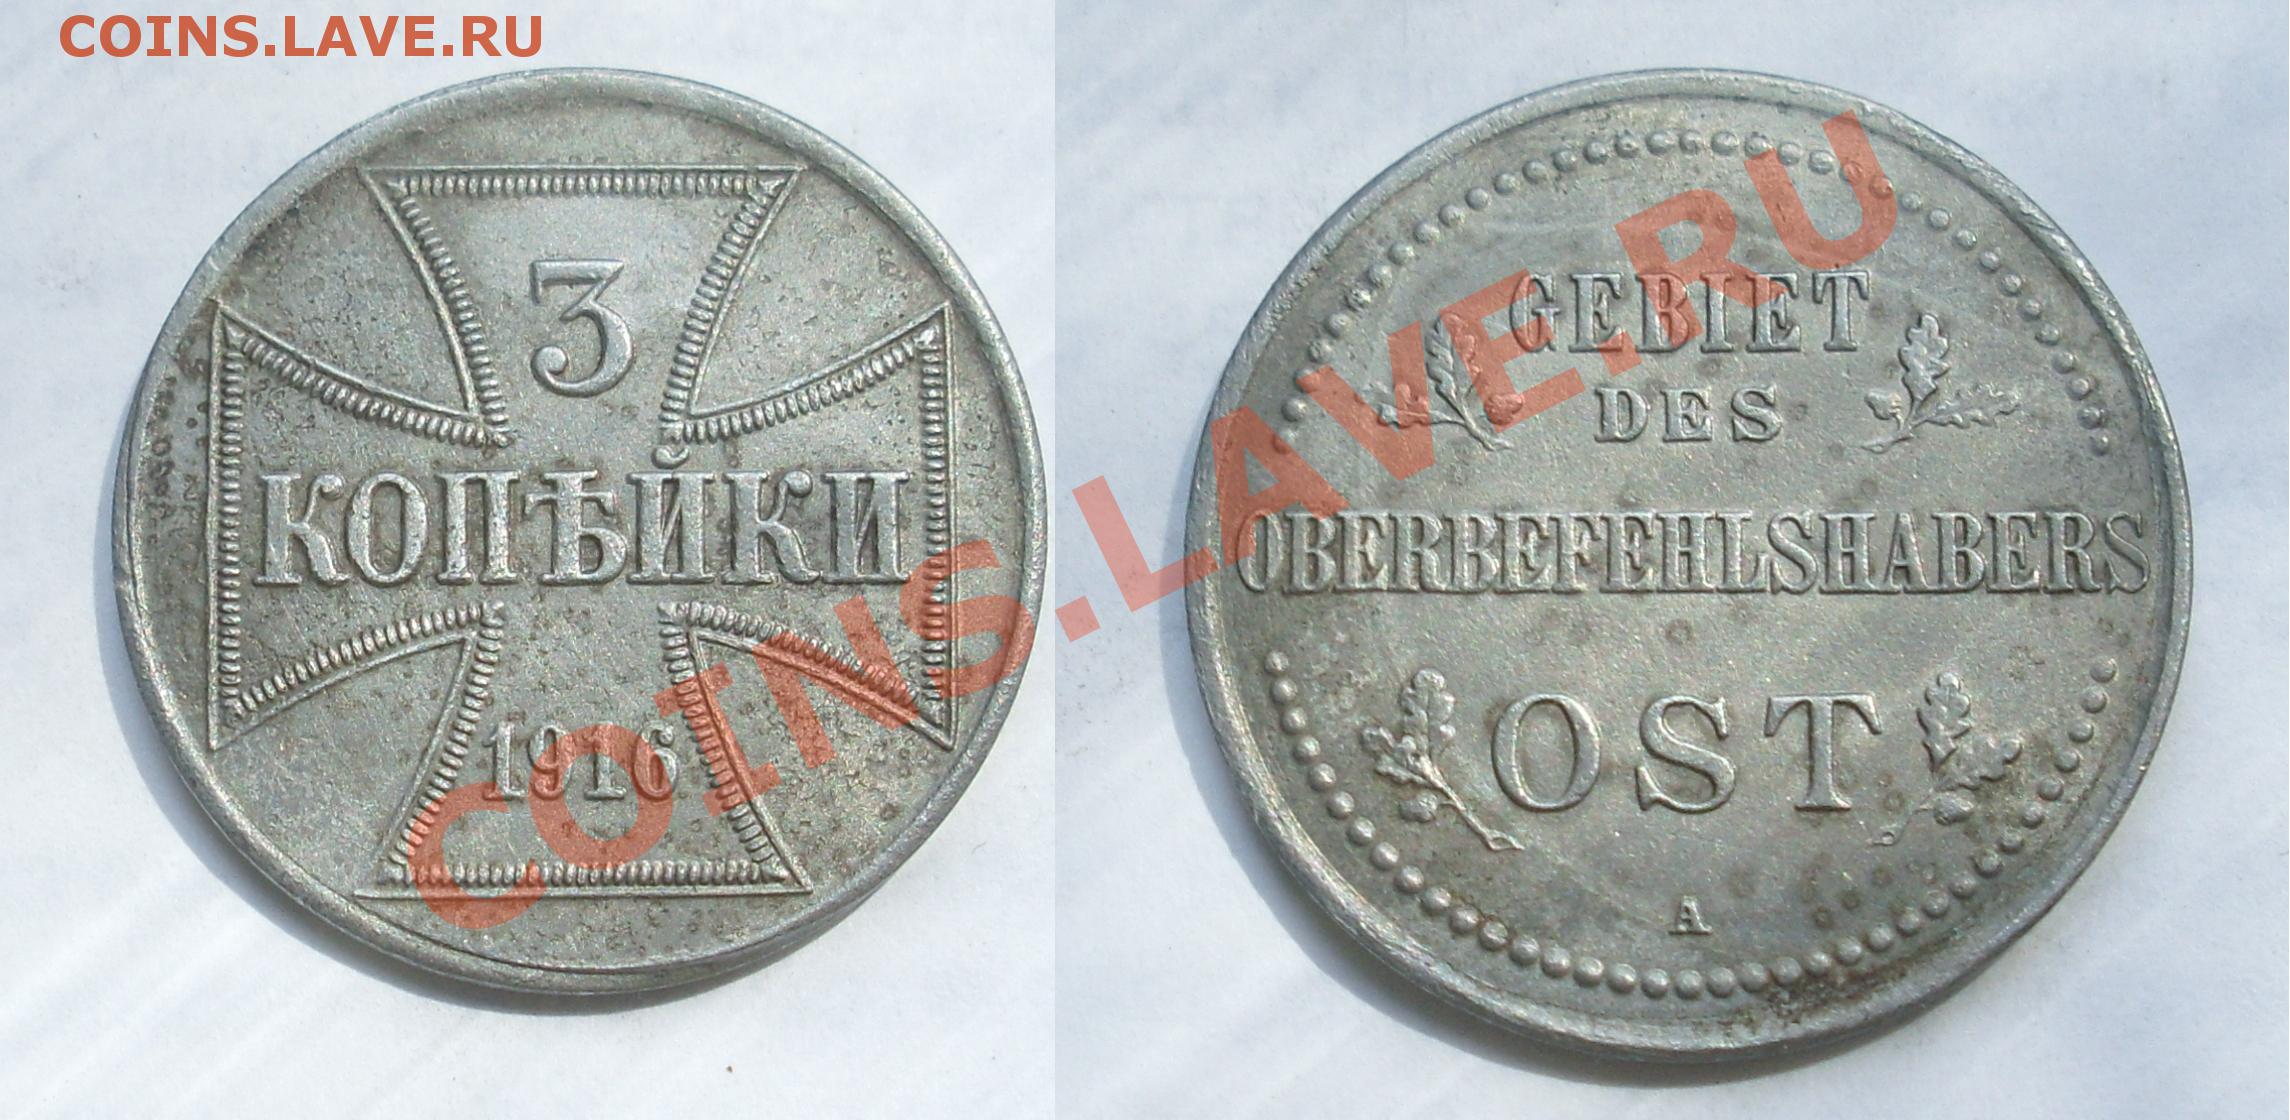 COINS.LAVE.RU
3
КОПѢЙКИ
1916
GEBIET
DES
OBERBEFEHLSHABERS
OST
A
COINS.LAVE.RU